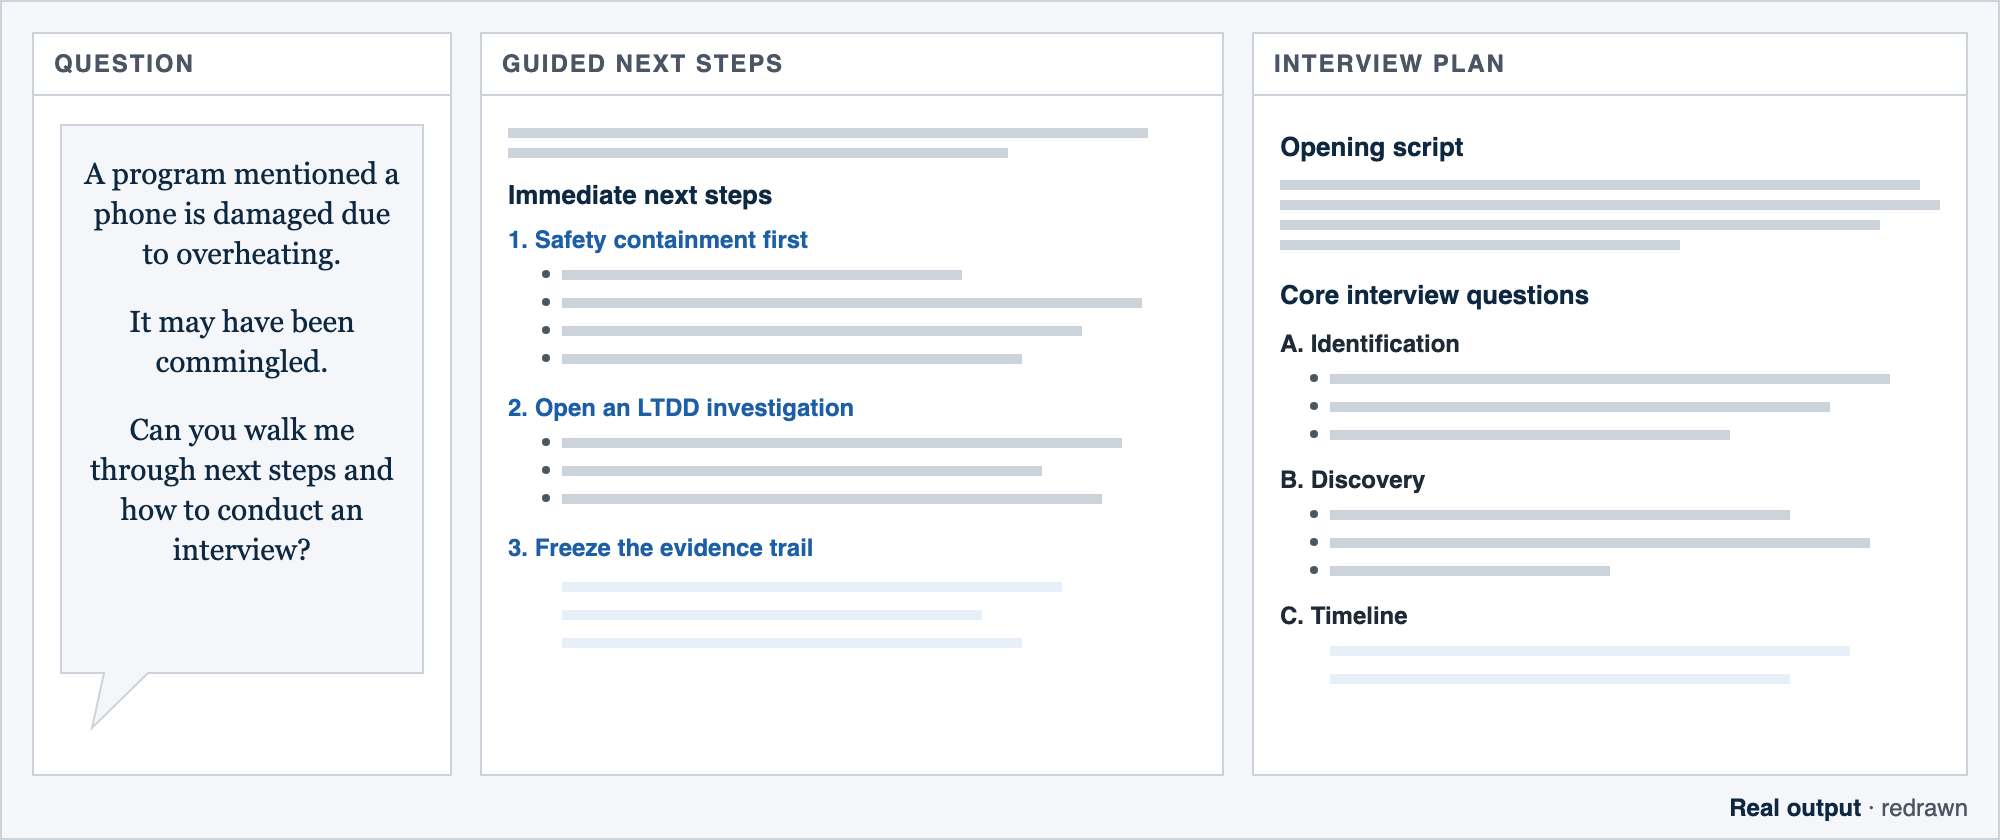 QUESTION
A program mentioned a
phone is damaged due
to overheating.
It may have been
commingled.
Can you walk me
through next steps and
how to conduct an
interview?
GUIDED NEXT STEPS
Immediate next steps
1. Safety containment first
2. Open an LTDD investigation
3. Freeze the evidence trail
INTERVIEW PLAN
Opening script
Core interview questions
A. Identification
B. Discovery
C. Timeline
Real output · redrawn